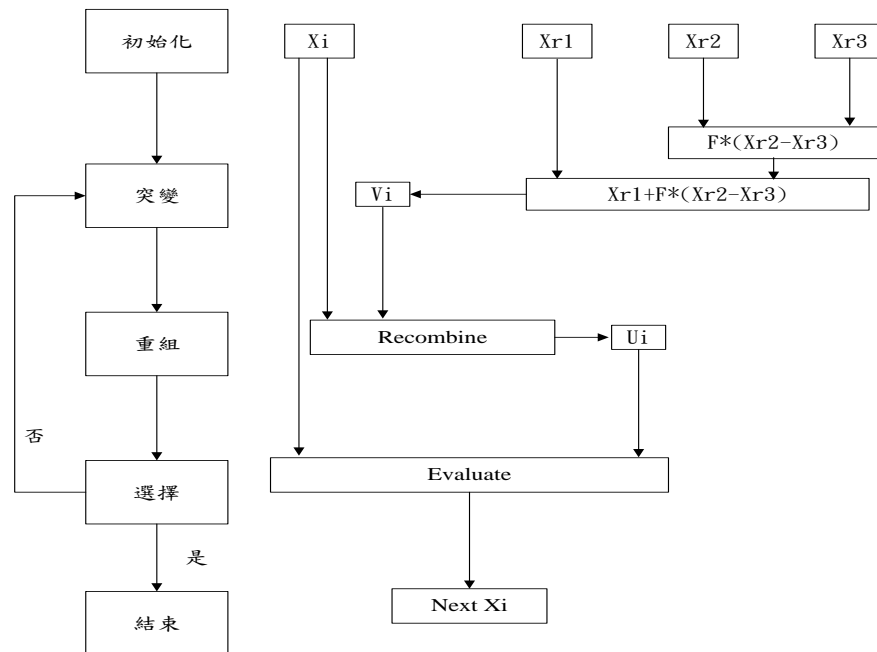 初始化
突變
重組
否
選擇
是
結束
Xi
Xr1
Xr2
Xr3
F*(Xr2-Xr3)
Vi
Xr1+F*(Xr2-Xr3)
Recombine
Ui
Evaluate
Next Xi